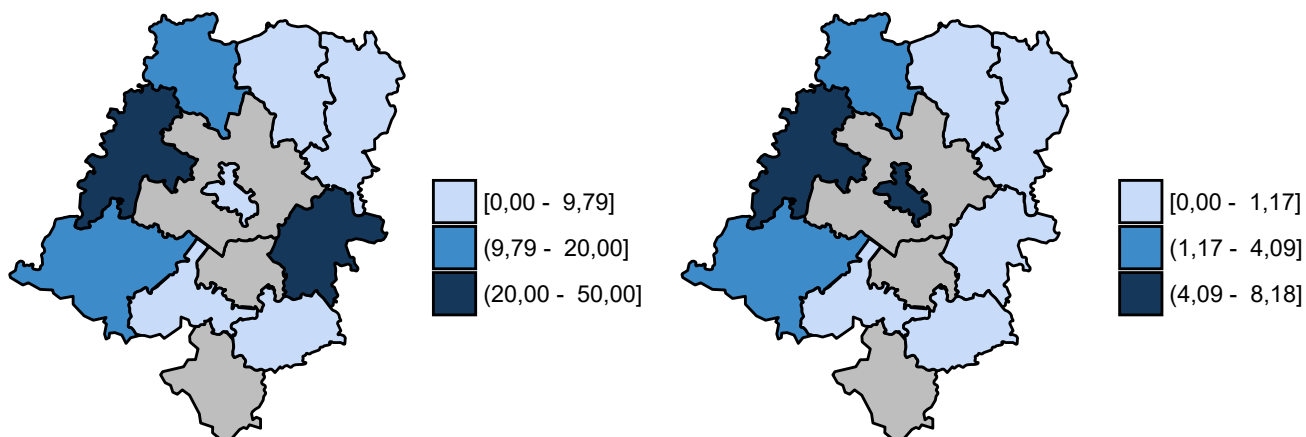 [0,00 -  9,79]
(9,79 -  20,00]
(20,00 -  50,00]
[0,00 -  1,17]
(1,17 -  4,09]
(4,09 -  8,18]